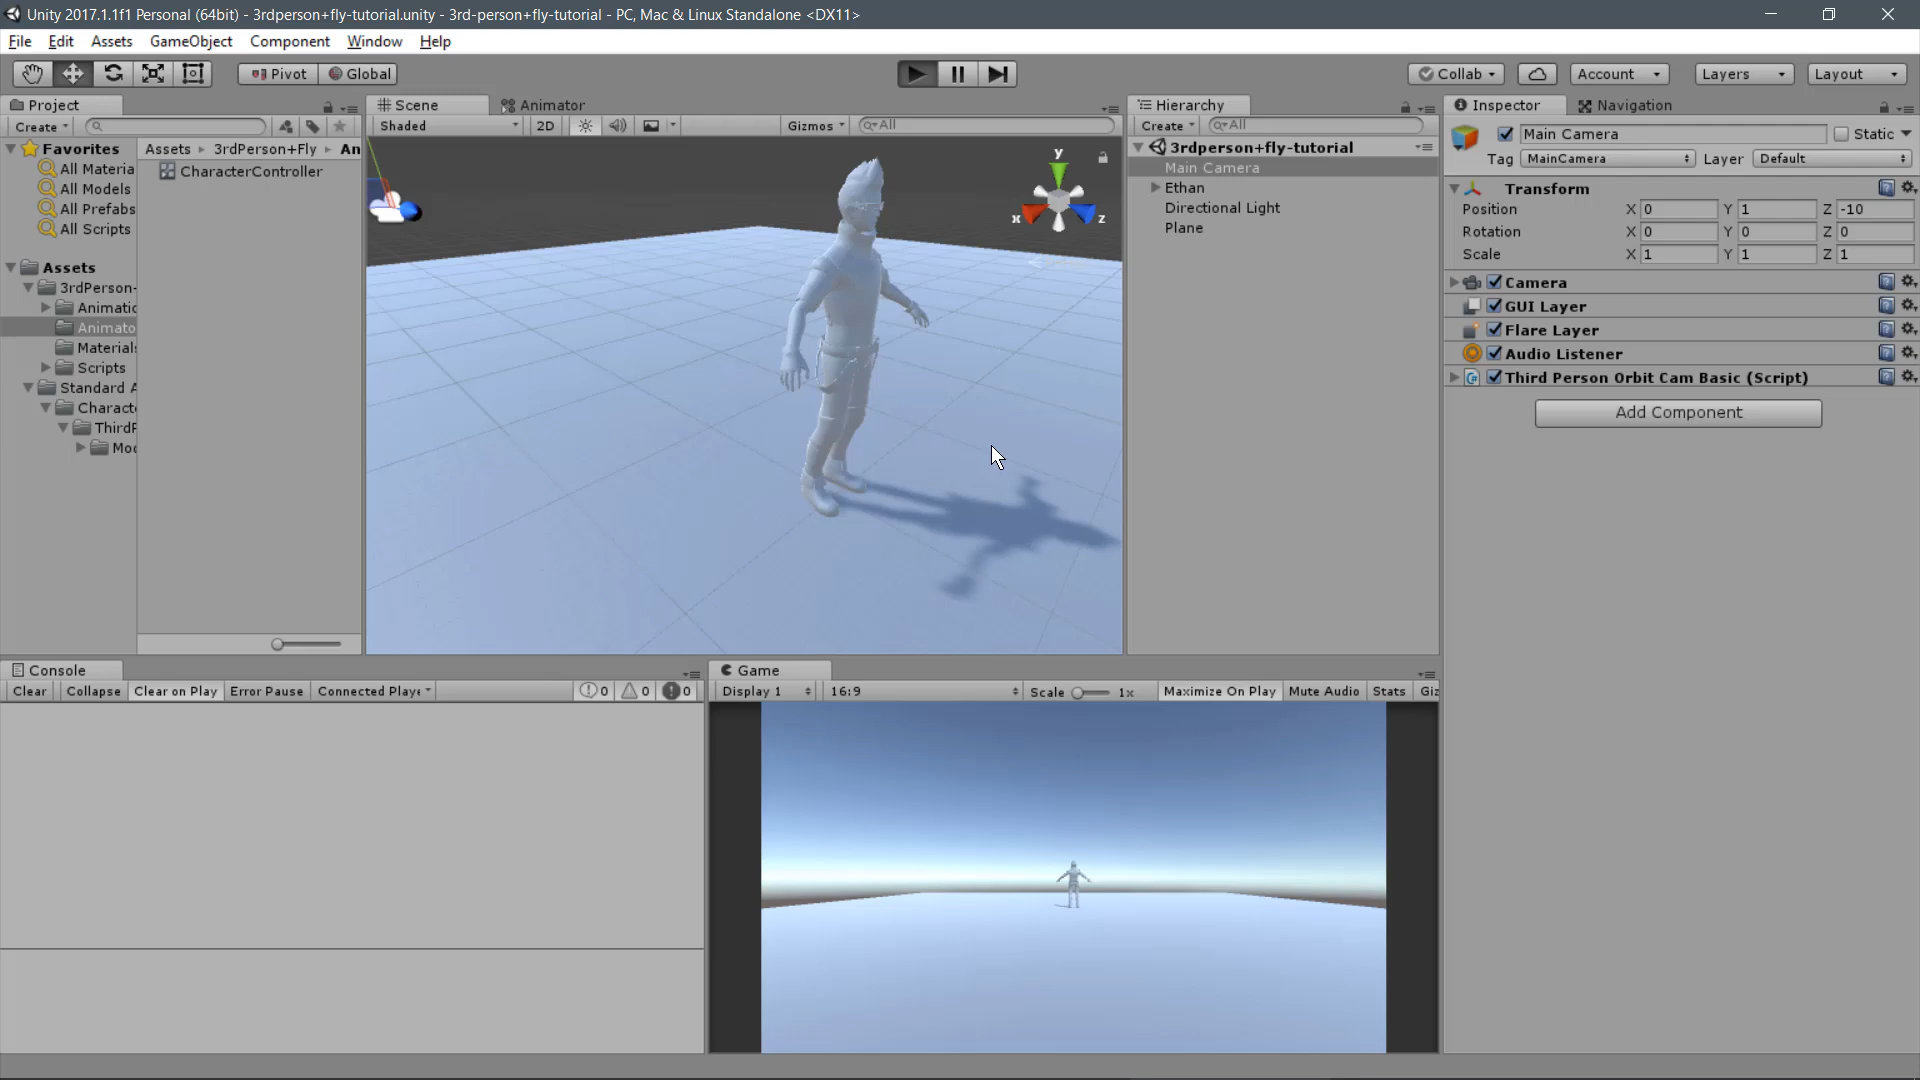 Unity 2017.1.1f1 Personal (64bit) - 3rdperson+fly-tutorial.unity - 3rd-person+fly-tutorial - PC, Mac & Linux Standalone <DX11>
File Edit Assets GameObject Component Window Help
Pivot Global Collab Account Layers Layout
Project
Create
Favorites
All Materia
All Models
All Prefabs
All Scripts
Assets
3rdPerson-
Animatic
Animato
Material
Scripts
Standard A
Characte
ThirdP
Mod
Assets 3rdPerson+Fly An
CharacterController
Scene Animator
Shaded 2D Gizmos All
y
x z
Hierarchy
Create All
3rdperson+fly-tutorial
Main Camera
Ethan
Directional Light
Plane
Inspector Navigation
Main Camera Static
Tag MainCamera Layer Default
Transform
Position X 0 Y 1 Z -10
Rotation X 0 Y 0 Z 0
Scale X 1 Y 1 Z 1
Camera
GUI Layer
Flare Layer
Audio Listener
Third Person Orbit Cam Basic (Script)
Add Component
Console
Clear Collapse Clear on Play Error Pause Connected Playe 0 0 0
Game
Display 1 16:9 Scale 1x Maximize On Play Mute Audio Stats Giz